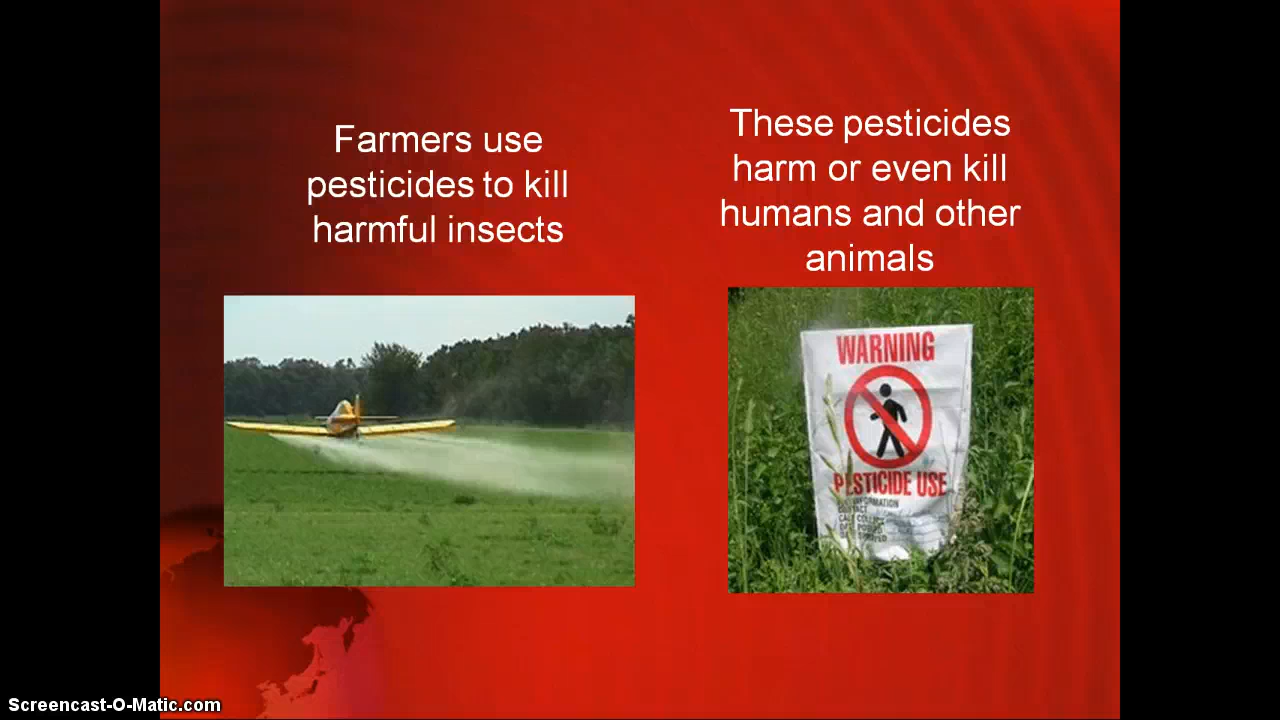 Farmers use
pesticides to kill
harmful insects
These pesticides
harm or even kill
humans and other
animals
WARNING
PESTICIDE USE
Screencast-O-Matic.com